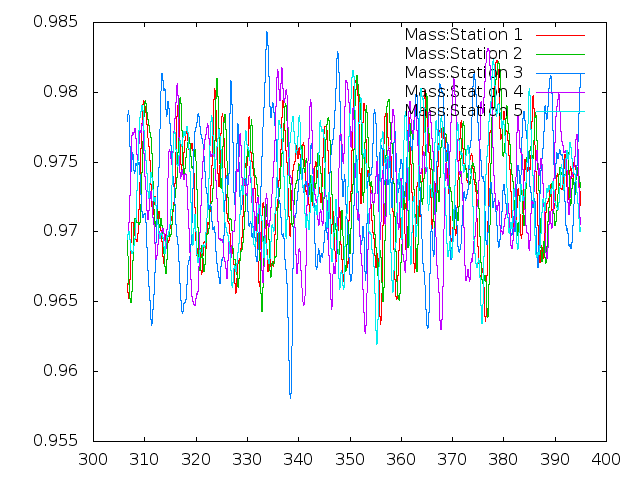 0.985
0.98
0.975
0.97
0.965
0.96
0.955
300 310 320 330 340 350 360 370 380 390 400
Mass:Station 1
Mass:Station 2
Mass:Station 3
Mass:Station 4
Mass:Station 5